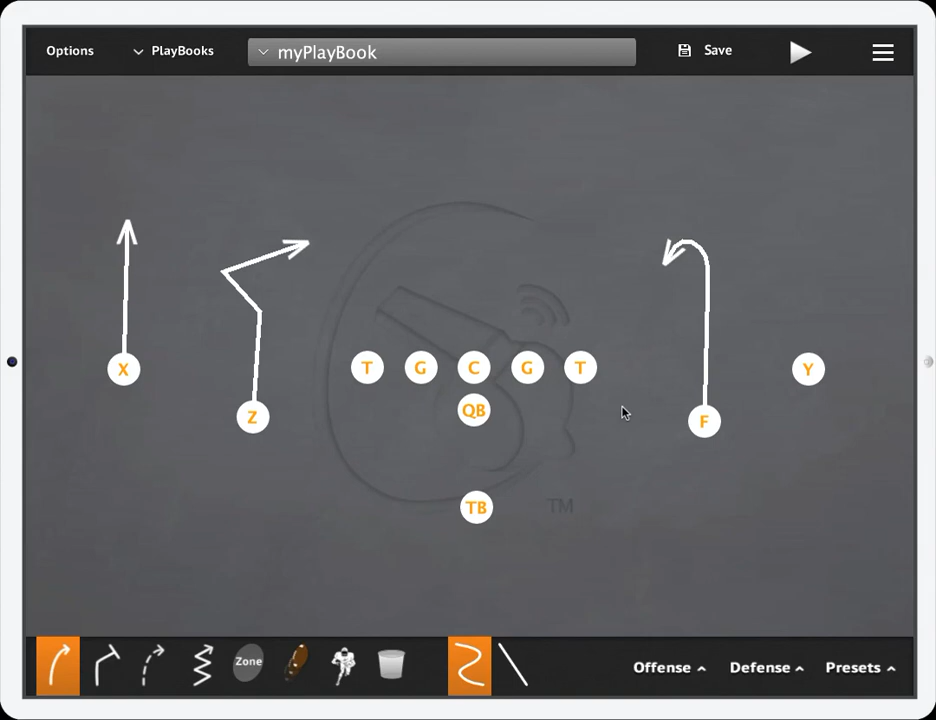 Options
PlayBooks
myPlayBook
Save
X
T
G
C
G
T
Y
QB
Z
F
TB
TM
Zone
Offense
Defense
Presets